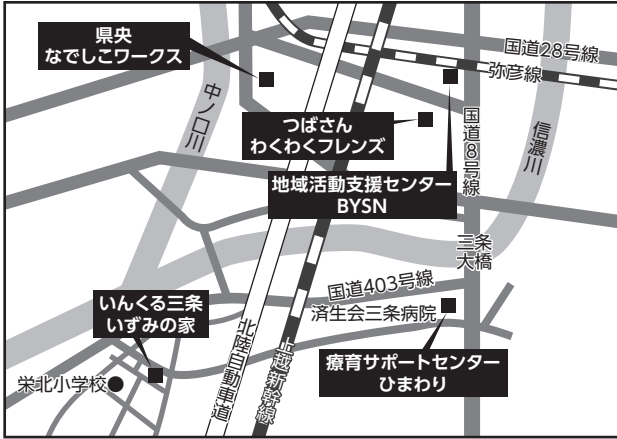 県央
なでしこワークス
国道28号線
弥彦線
中ノ口川
つばさん
わくわくフレンズ
国道8号線
信濃川
地域活動支援センター
BYSN
三条
大橋
国道403号線
いんくる三条
いずみの家
済生会三条病院
北陸自動車道
上越新幹線
療育サポートセンター
ひまわり
栄北小学校